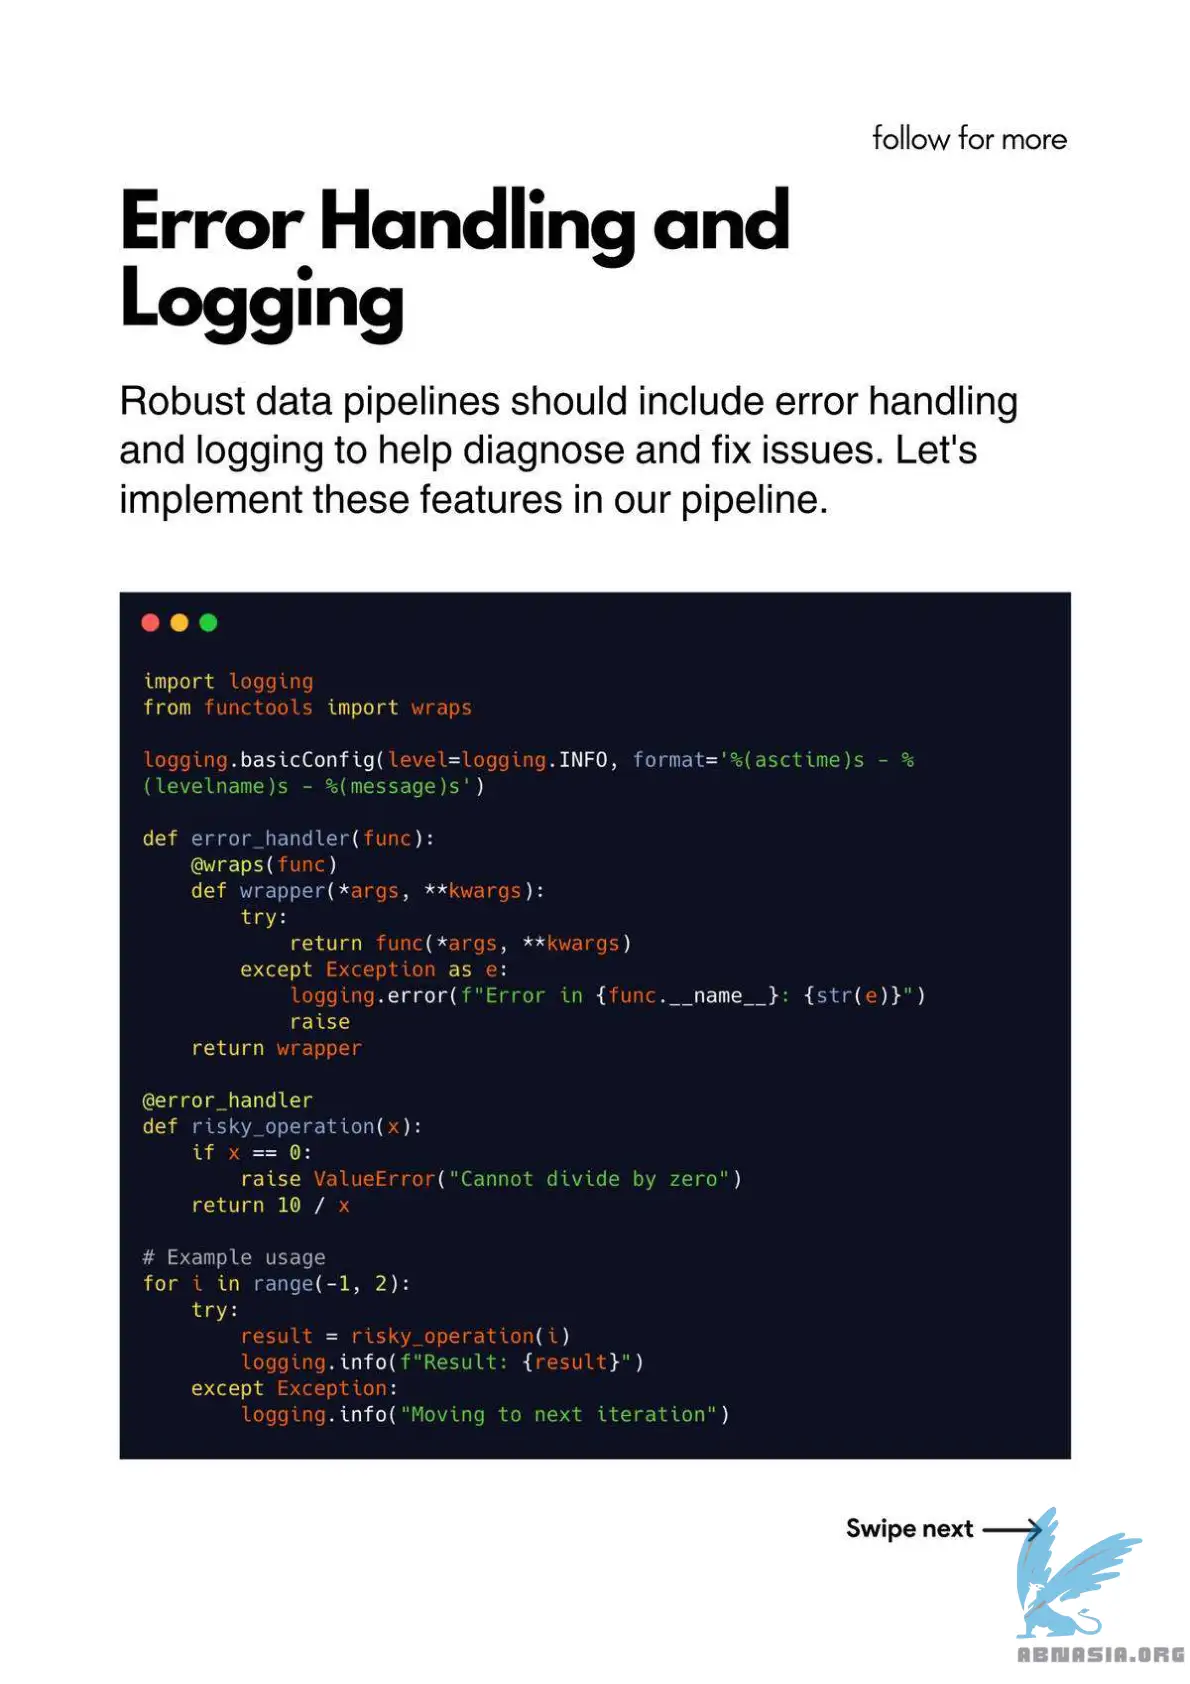 follow for more
Error Handling and
Logging
Robust data pipelines should include error handling
and logging to help diagnose and fix issues. Let's
implement these features in our pipeline.
import logging
from functools import wraps
logging.basicConfig(level=logging.INFO, format='%(asctime)s - %
(levelname)s - %(message)s')
def error_handler(func):
    @wraps(func)
    def wrapper(*args, **kwargs):
        try:
            return func(*args, **kwargs)
        except Exception as e:
            logging.error(f"Error in {func.__name__}: {str(e)}")
            raise
    return wrapper
@error_handler
def risky_operation(x):
    if x == 0:
        raise ValueError("Cannot divide by zero")
    return 10 / x
# Example usage
for i in range(-1, 2):
    try:
        result = risky_operation(i)
        logging.info(f"Result: {result}")
    except Exception:
        logging.info("Moving to next iteration")
Swipe next
ABNASIA.ORG